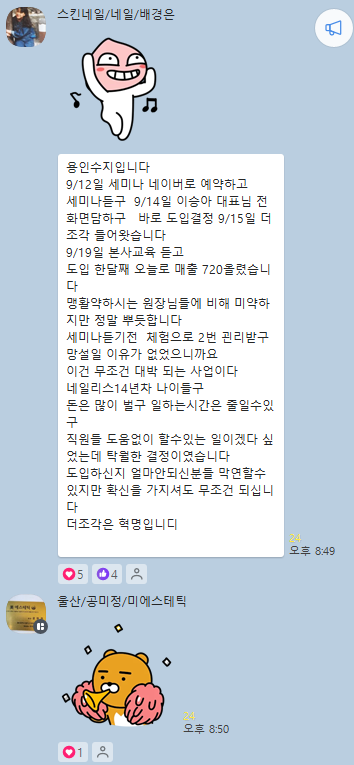 스킨네일/네일/배경은
용인수지입니다
9/12일 세미나 네이버로 예약하고
세미나듣구  9/14일 이승아 대표님 전
화면담하구   바로 도입결정 9/15일 더
조각 들어왓습니다
9/19일 본사교육 듣고
도입 한달째 오늘로 매출 720올렸습니
다
맹활약하시는 원장님들에 비해 미약하
지만 정말 뿌듯합니다
세미나듣기전  체험으로 2번 괸리받구
망설일 이유가 없었으니까요
이건 무조건 대박 되는 사업이다
네일리스14년차 나이들구
돈은 많이 벌구 일하는시간은 줄일수있
구
직원들 도움없이 할수있는 일이겠다 싶
었는데 탁월한 결정이였습니다
도입하신지 얼마안되신분들 막연할수
있지만 확신을 가지셔도 무조건 되십니
다
더조각은 혁명입니디
24
오후 8:49
5
4
울산/공미정/미에스테틱
24
오후 8:50
1